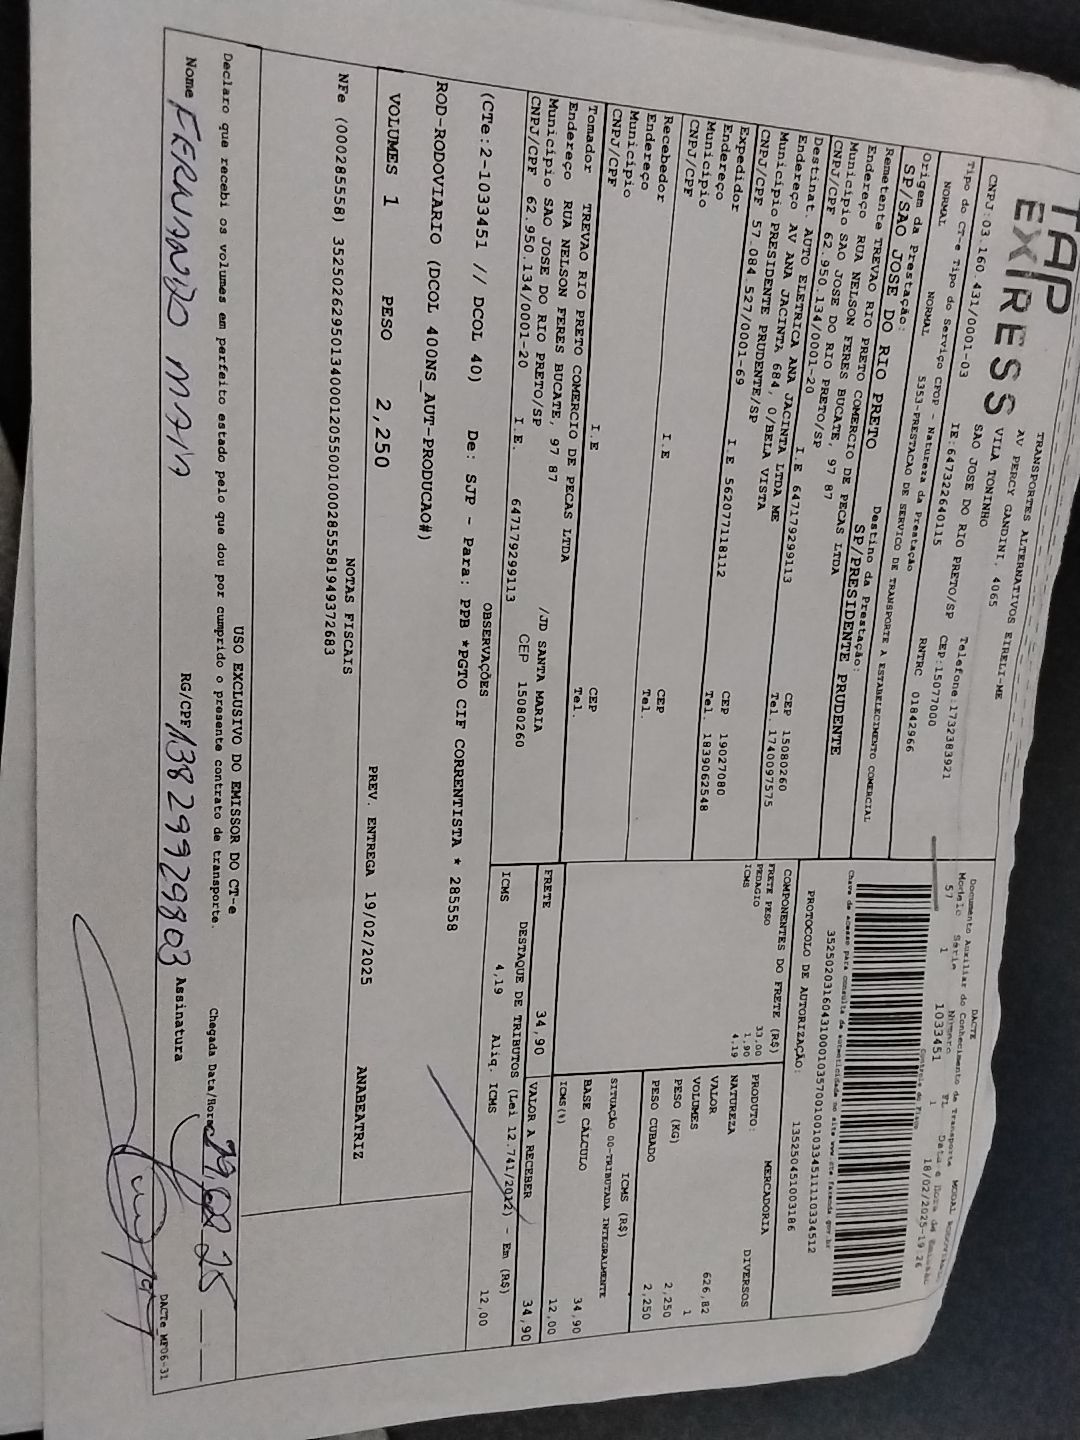 TAP
EXPRESS
TRANSPORTES ALTERNATIVOS EIRELI-ME
AV PERCY GANDINI, 4065
VILA TONINHO
SAO JOSE DO RIO PRETO/SP Telefone:1732383921
CNPJ:03.160.431/0001-03 IE:647322640115 CEP:15077000
Tipo do CT-e Tipo do Serviço CFOP - Natureza da Prestação RNTRC 01842966
NORMAL NORMAL 5353-PRESTACAO DE SERVICO DE TRANSPORTE A ESTABELECIMENTO COMERCIAL
Origem da Prestação: Destino da Prestação:
SP/SAO JOSE DO RIO PRETO SP/PRESIDENTE PRUDENTE
DACTE
Documento Auxiliar do Conhecimento de Transporte MODAL
Modelo Série Número FL Data e Hora de Emissão
57 1 1033451 1 18/02/2025-19:26
Controle do Fisco
Chave de acesso para consulta de autenticidade no site www.cte.fazenda.gov.br
35250203160431000103570010010334511110334512
PROTOCOLO DE AUTORIZAÇÃO: 135250451003186
Remetente TREVAO RIO PRETO COMERCIO DE PECAS LTDA
Endereço RUA NELSON FERES BUCATE, 97 87
Município SAO JOSE DO RIO PRETO/SP CEP 15080260
CNPJ/CPF 62.950.134/0001-20 I.E 647179299113 Tel. 1740097575
Destinat. AUTO ELETRICA ANA JACINTA LTDA ME
Endereço AV ANA JACINTA 684, 0/BELA VISTA
Município PRESIDENTE PRUDENTE/SP CEP 19027080
CNPJ/CPF 57.084.527/0001-69 I.E 562077118112 Tel. 1839062548
Expedidor
Endereço
Município CEP
CNPJ/CPF I.E Tel.
Recebedor
Endereço
Município CEP
CNPJ/CPF I.E Tel.
Tomador TREVAO RIO PRETO COMERCIO DE PECAS LTDA
Endereço RUA NELSON FERES BUCATE, 97 87 /JD SANTA MARIA
Município SAO JOSE DO RIO PRETO/SP CEP 15080260
CNPJ/CPF 62.950.134/0001-20 I.E. 647179299113
COMPONENTES DO FRETE (R$)
FRETE PESO 33,00
PEDAGIO 1,90
ICMS 4,19
PRODUTO: MERCADORIA
NATUREZA DIVERSOS
VALOR 626,82
VOLUMES 1
PESO (KG) 2,250
PESO CUBADO 2,250
ICMS (R$)
SITUAÇÃO 00-TRIBUTADA INTEGRALMENTE
BASE CÁLCULO 34,90
ICMS(%) 12,00
FRETE 34,90 VALOR A RECEBER 34,90
DESTAQUE DE TRIBUTOS (Lei 12.741/2012) - Em (R$)
ICMS 4,19 Aliq. ICMS 12,00
OBSERVAÇÕES
(CTe:2-1033451 // DCOL 40) De: SJP - Para: PPB *PGTO CIF CORRENTISTA * 285558
ROD-RODOVIARIO (DCOL 400NS_AUT-PRODUCAO#)
VOLUMES 1 PESO 2,250 PREV. ENTREGA 19/02/2025 ANABEATRIZ
NOTAS FISCAIS
NFe (000285558) 35250262950134000120550010002855581949372683
USO EXCLUSIVO DO EMISSOR DO CT-e
Declaro que recebi os volumes em perfeito estado pelo que dou por cumprido o presente contrato de transporte. Chegada Data/Hora
Nome FERNANDO MAIA RG/CPF 13829929803 Assinatura
DACTe_MF06-31